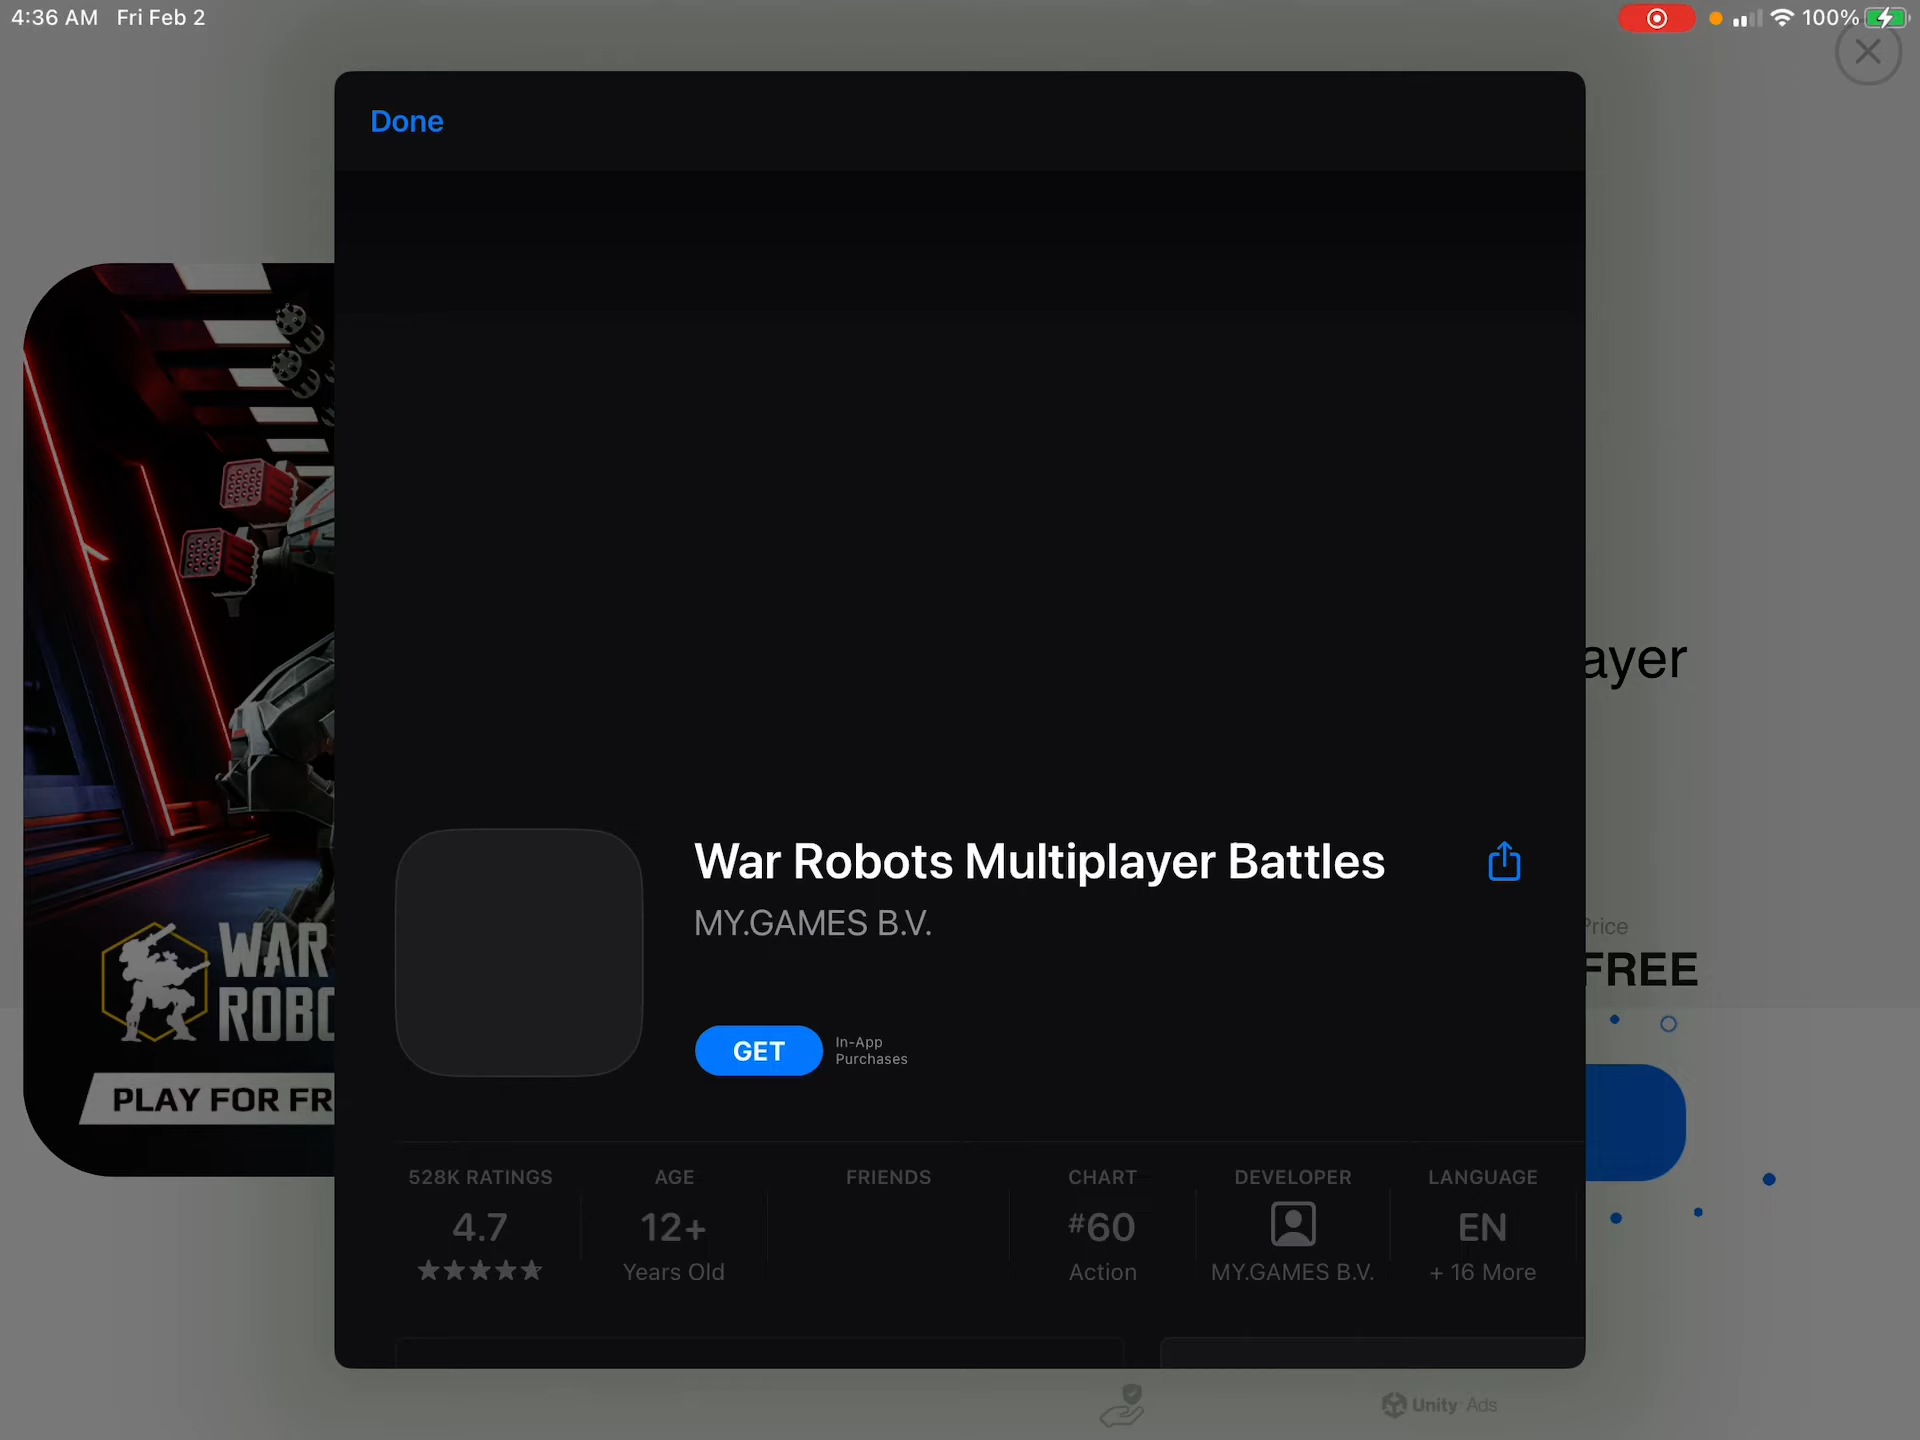 4:36 AM Fri Feb 2
100%
Done
ayer
War Robots Multiplayer Battles
MY.GAMES B.V.
Price
FREE
WAR
ROBO
GET
In-App
Purchases
PLAY FOR FR
528K RATINGS
4.7
AGE
12+
Years Old
FRIENDS
CHART
#60
Action
DEVELOPER
MY.GAMES B.V.
LANGUAGE
EN
+ 16 More
Unity Ads